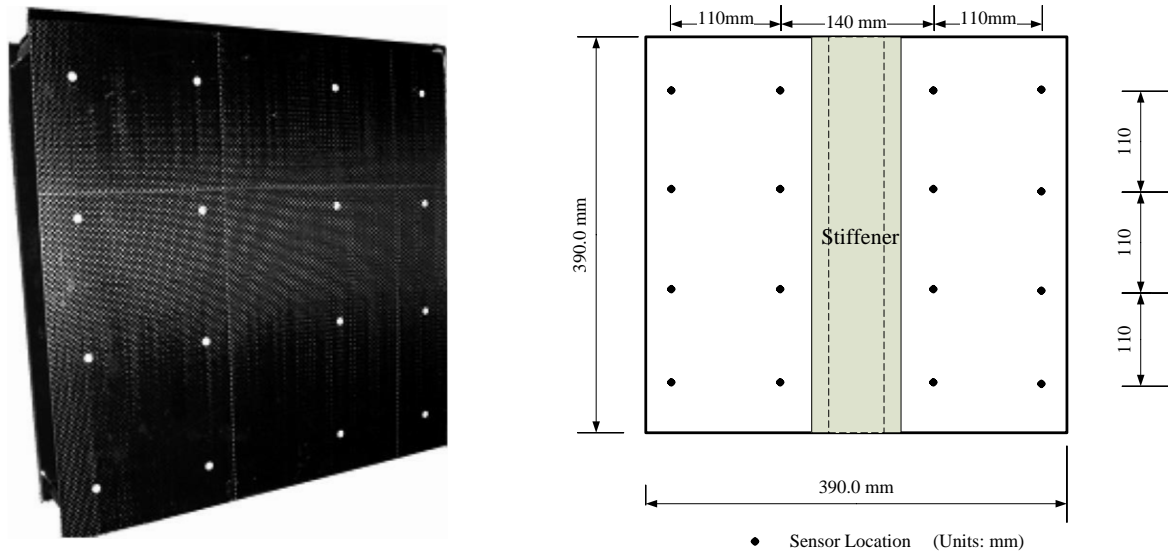 110mm
140 mm
110mm
390.0 mm
Stiffener
110
110
110
390.0 mm
Sensor Location (Units: mm)